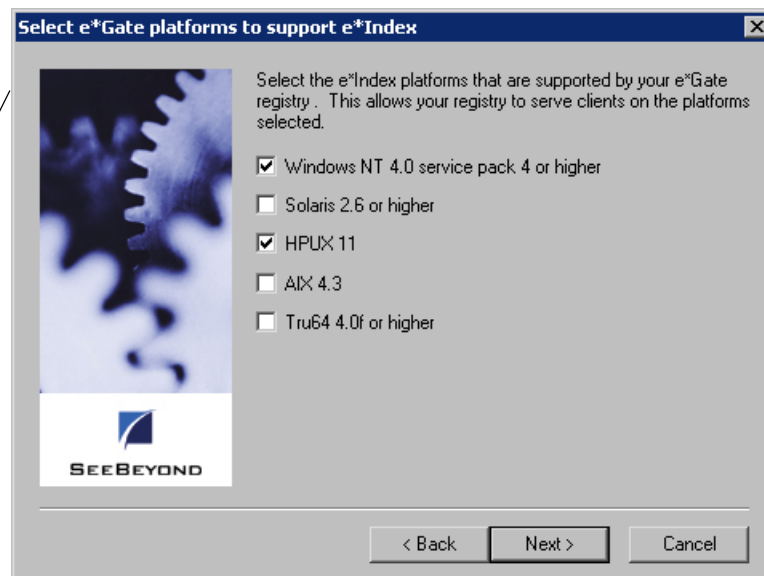 Select e*Gate platforms to support e*Index
Select the e*Index platforms that are supported by your e*Gate
registry . This allows your registry to serve clients on the platforms
selected.
Windows NT 4.0 service pack 4 or higher
Solaris 2.6 or higher
HPUX 11
AIX 4.3
Tru64 4.0f or higher
SEEBEYOND
< Back
Next >
Cancel